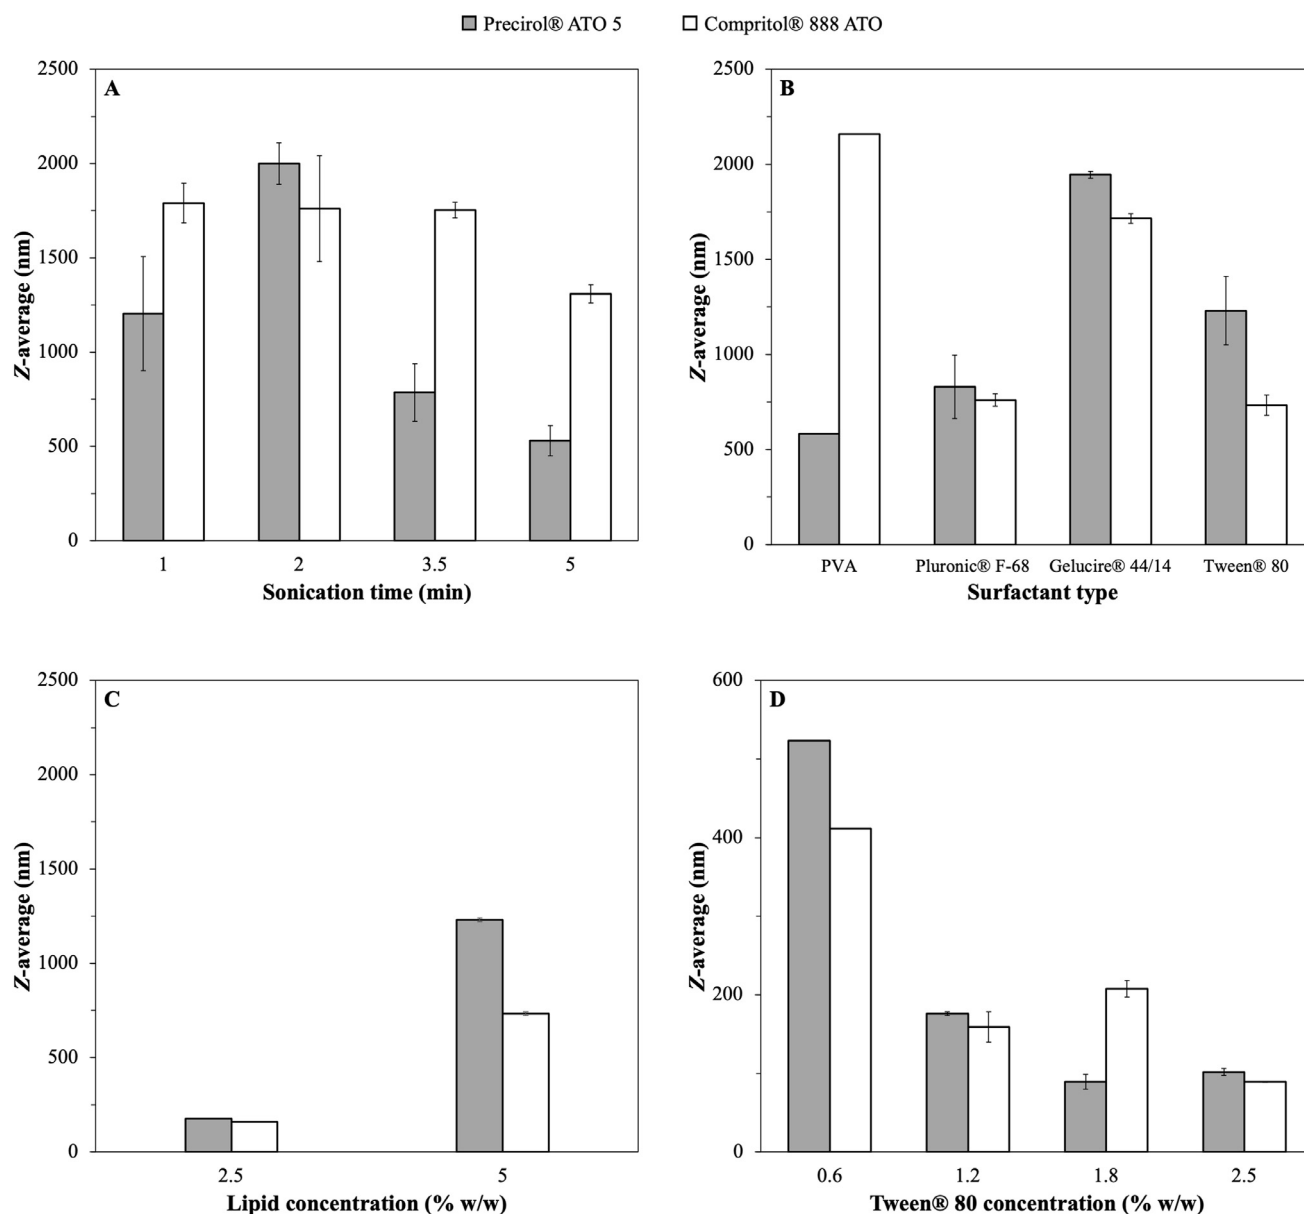 Precirol® ATO 5 Compritol® 888 ATO
A
2500
2000
1500
1000
500
0
Z-average (nm)
1 2 3.5 5
Sonication time (min)
B
2500
2000
1500
1000
500
0
Z-average (nm)
PVA Pluronic® F-68 Gelucire® 44/14 Tween® 80
Surfactant type
C
2500
2000
1500
1000
500
0
Z-average (nm)
2.5 5
Lipid concentration (% w/w)
D
600
400
200
0
Z-average (nm)
0.6 1.2 1.8 2.5
Tween® 80 concentration (% w/w)